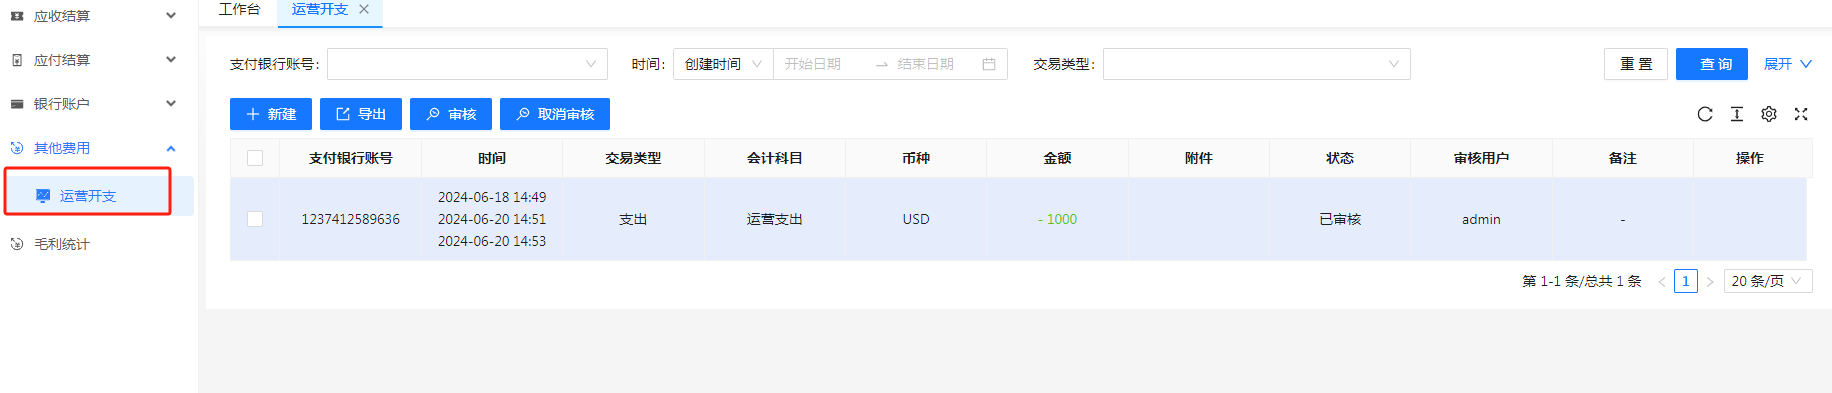 应收结算
应付结算
银行账户
其他费用
运营开支
毛利统计
工作台 运营开支
支付银行账号: 时间: 创建时间 开始日期 结束日期 交易类型: 重 置 查 询 展开
新建 导出 审核 取消审核
支付银行账号 时间 交易类型 会计科目 币种 金额 附件 状态 审核用户 备注 操作
2024-06-18 14:49
1237412589636 2024-06-20 14:51 支出 运营支出 USD - 1000 已审核 admin -
2024-06-20 14:53
第 1-1 条/总共 1 条 < 1 > 20 条/页